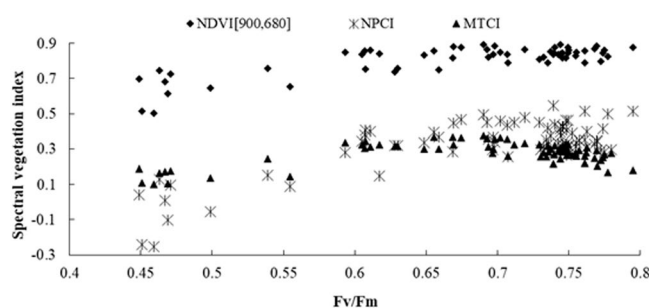 NDVI[900,680] NPCI MTCI
Spectral vegetation index
0.9
0.7
0.5
0.3
0.1
-0.1
-0.3
0.4 0.45 0.5 0.55 0.6 0.65 0.7 0.75 0.8
Fv/Fm